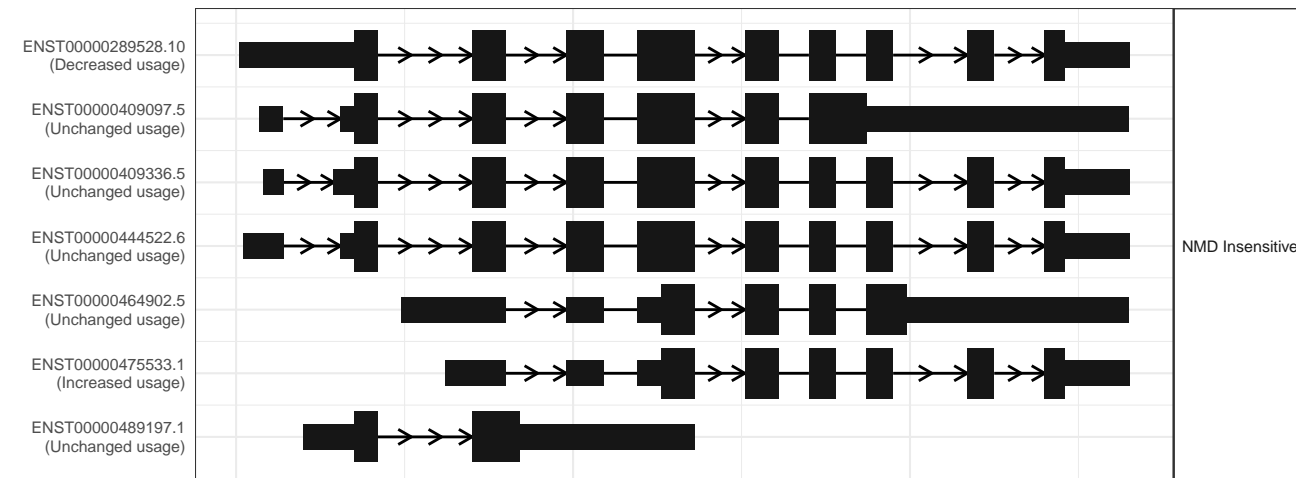 ENST00000289528.10
(Decreased usage)
ENST00000409097.5
(Unchanged usage)
ENST00000409336.5
(Unchanged usage)
ENST00000444522.6
(Unchanged usage)
NMD Insensitive
ENST00000464902.5
(Unchanged usage)
ENST00000475533.1
(Increased usage)
ENST00000489197.1
(Unchanged usage)